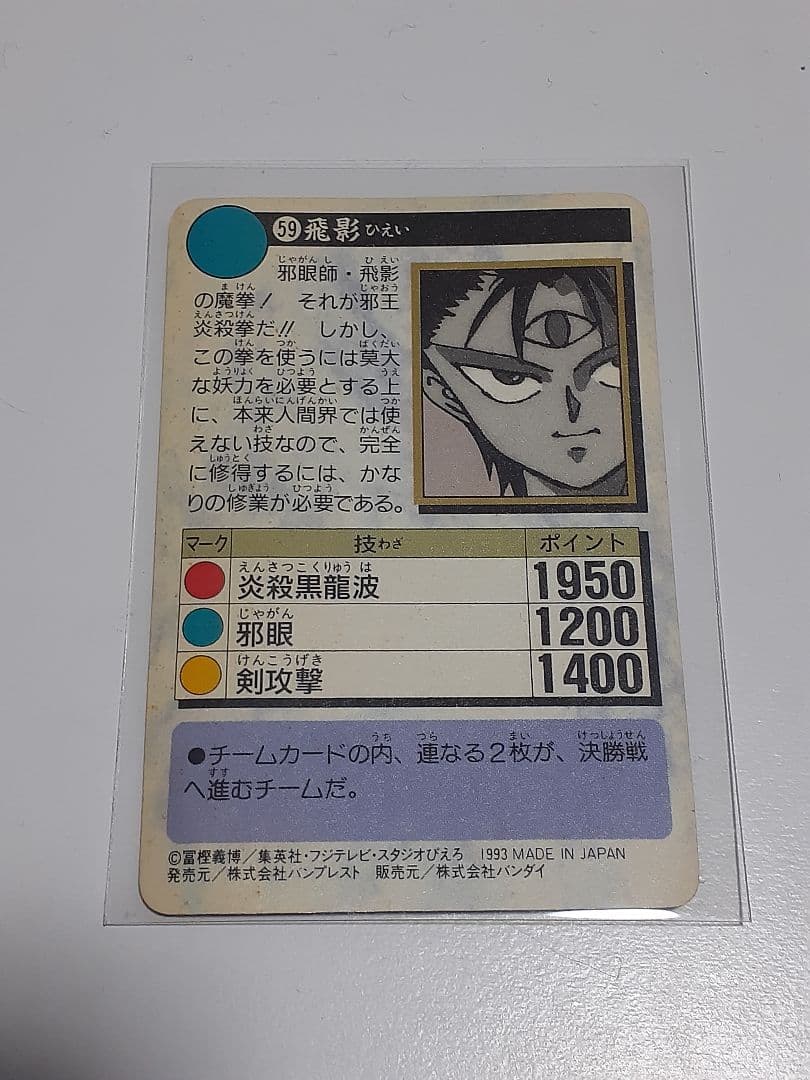 59 飛影 ひえい
邪眼師・飛影
の魔拳! それが邪王
炎殺拳だ!! しかし、
この拳を使うには莫大
な妖力を必要とする上
に、本来人間界では使
えない技なので、完全
に修得するには、かな
りの修業が必要である。
マーク 技わざ ポイント
炎殺黒龍波 1950
邪眼 1200
剣攻撃 1400
●チームカードの内、連なる2枚が、決勝戦
へ進むチームだ。
©冨樫義博/集英社・フジテレビ・スタジオぴえろ 1993 MADE IN JAPAN
発売元/株式会社バンプレスト 販売元/株式会社バンダイ